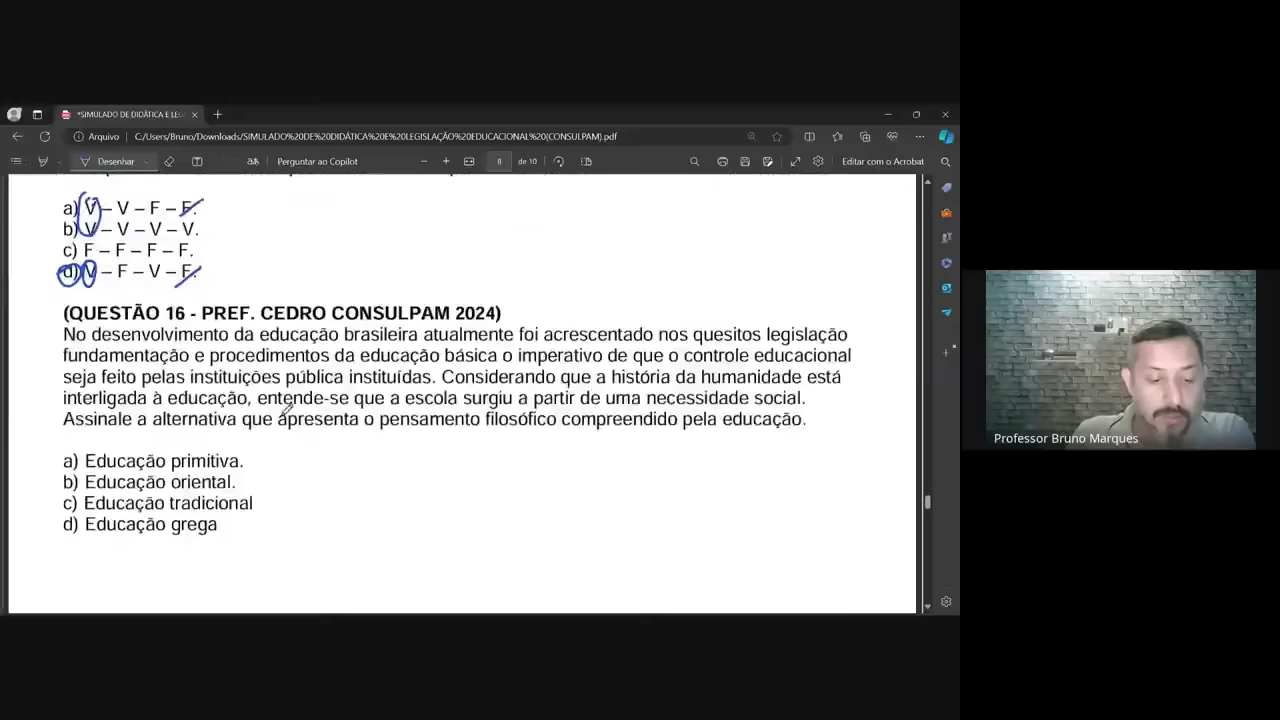 *SIMULADO DE DIDÁTICA E LEG
Arquivo C:/Users/Bruno/Downloads/SIMULADO%20DE%20DIDÁTICA%20E%20LEGISLAÇÃO%20EDUCACIONAL%20(CONSULPAM).pdf
Desenhar Perguntar ao Copilot 8 de 10 Editar com o Acrobat
a) V – V – F – F.
b) V – V – V – V.
c) F – F – F – F.
d) V – F – V – F.
(QUESTÃO 16 - PREF. CEDRO CONSULPAM 2024)
No desenvolvimento da educação brasileira atualmente foi acrescentado nos quesitos legislação
fundamentação e procedimentos da educação básica o imperativo de que o controle educacional
seja feito pelas instituições pública instituídas. Considerando que a história da humanidade está
interligada à educação, entende-se que a escola surgiu a partir de uma necessidade social.
Assinale a alternativa que apresenta o pensamento filosófico compreendido pela educação.
a) Educação primitiva.
b) Educação oriental.
c) Educação tradicional
d) Educação grega
Professor Bruno Marques